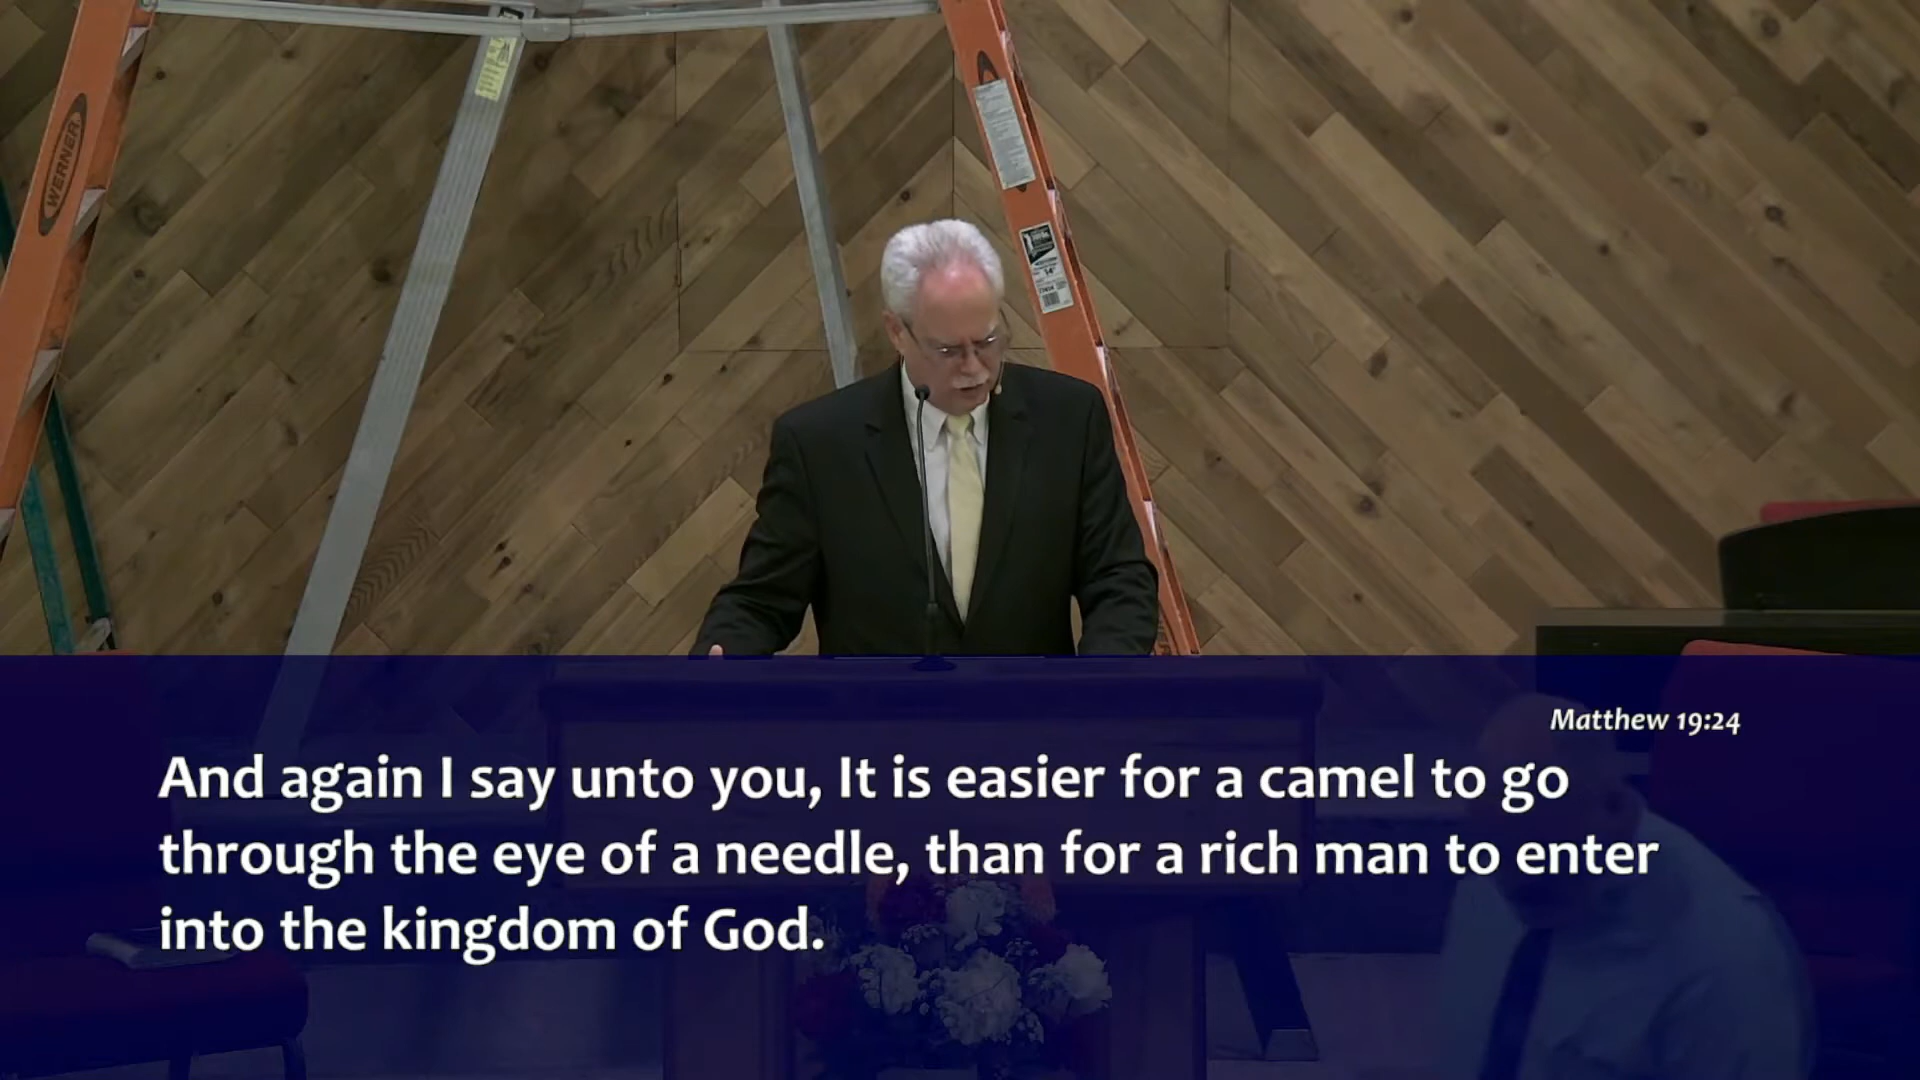 WERNER
Matthew 19:24
And again I say unto you, It is easier for a camel to go
through the eye of a needle, than for a rich man to enter
into the kingdom of God.